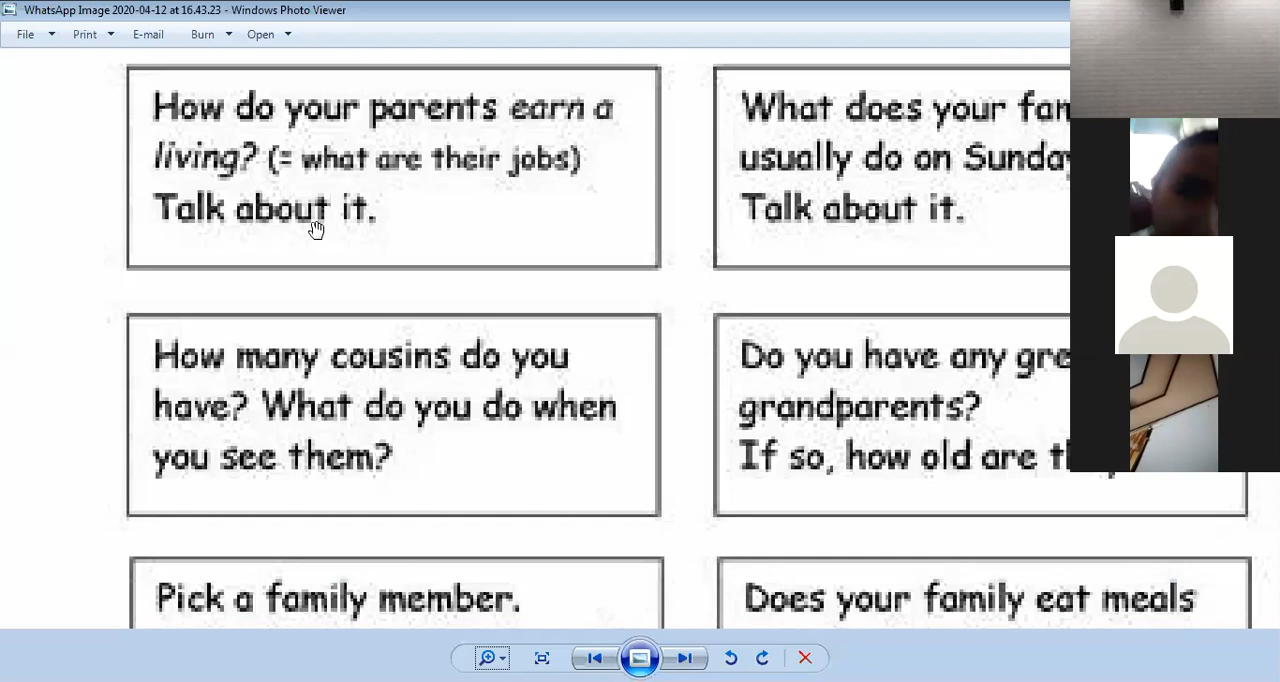 WhatsApp Image 2020-04-12 at 16.43.23 - Windows Photo Viewer
File Print E-mail Burn Open
How do your parents earn a
living? (= what are their jobs)
Talk about it.
What does your
usually do on
Talk about it.
How many cousins do you
have? What do you do when
you see them?
Do you have any
grandparents?
If so, how old are
Pick a family member.
Does your family eat meals